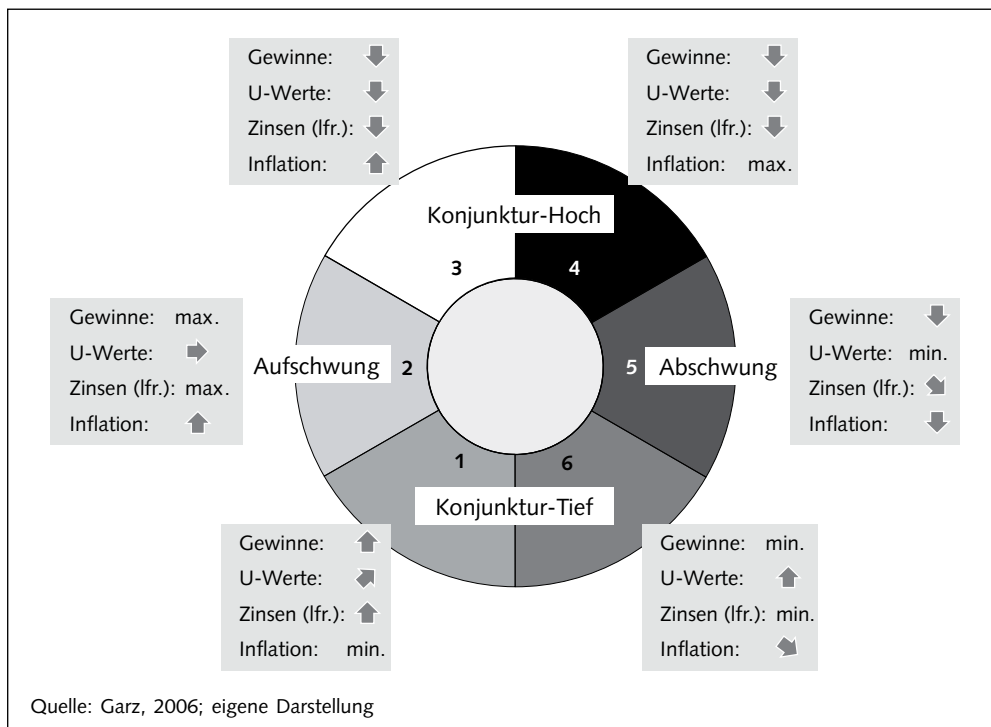 Gewinne:
U-Werte:
Zinsen (lfr.):
Inflation:
Gewinne:
U-Werte:
Zinsen (lfr.):
Inflation: max.
Konjunktur-Hoch
3
4
Gewinne: max.
U-Werte:
Zinsen (lfr.): max.
Inflation:
Aufschwung
2
5
Abschwung
Gewinne:
U-Werte: min.
Zinsen (lfr.):
Inflation:
1
6
Konjunktur-Tief
Gewinne:
U-Werte:
Zinsen (lfr.):
Inflation: min.
Gewinne: min.
U-Werte:
Zinsen (lfr.): min.
Inflation:
Quelle: Garz, 2006; eigene Darstellung